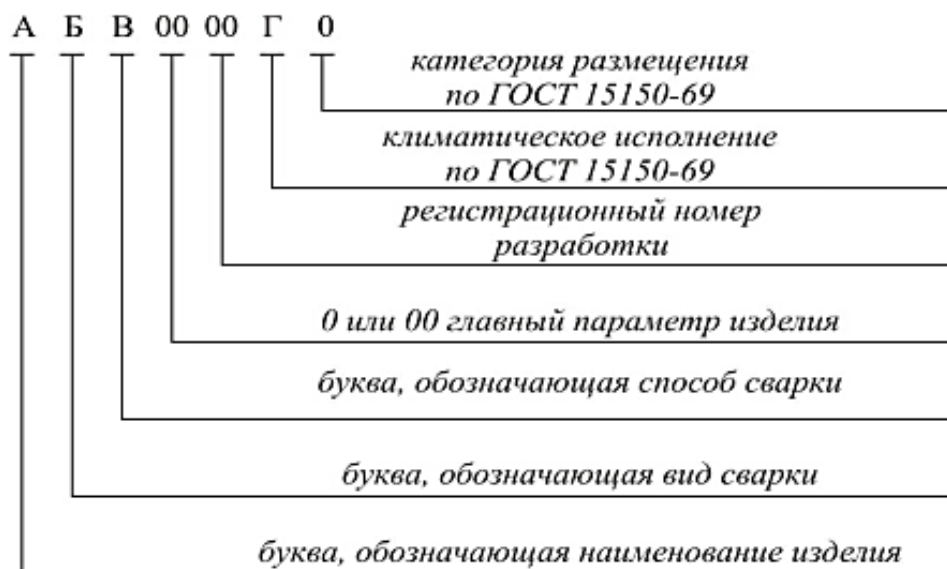 А Б В 00 00 Г 0
категория размещения
по ГОСТ 15150-69
климатическое исполнение
по ГОСТ 15150-69
регистрационный номер
разработки
0 или 00 главный параметр изделия
буква, обозначающая способ сварки
буква, обозначающая вид сварки
буква, обозначающая наименование изделия